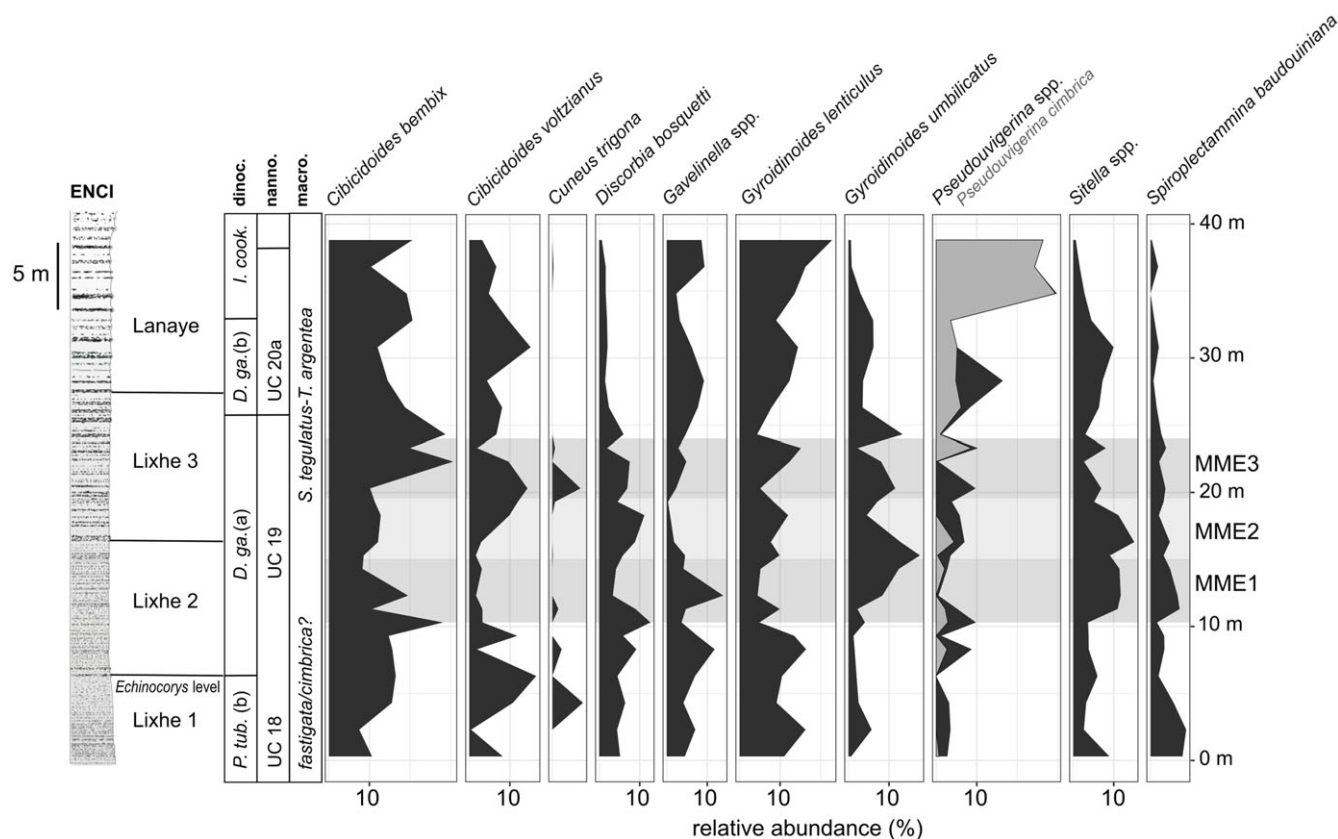 Cibicidoides bembix
Cibicidoides voltzianus
Cuneus trigona
Discorbia bosquetti
Gavelinella spp.
Gyroidinoides lenticulus
Gyroidinoides umbilicatus
Pseudouvigerina spp.
Pseudouvigerina cimbrica
Sitella spp.
Spiroplectammina baudouiniana
ENCI
dinoc.
nanno.
macro.
5 m
Lanaye
Lixhe 3
Lixhe 2
Echinocorys level
Lixhe 1
I. cook.
D. ga.(b)
D. ga.(a)
P. tub. (b)
UC 20a
UC 19
UC 18
S. tegulatus-T. argentea
fastigata/cimbrica?
40 m
30 m
MME3
20 m
MME2
MME1
10 m
0 m
10 10 10 10 10 10 10 10 10
relative abundance (%)